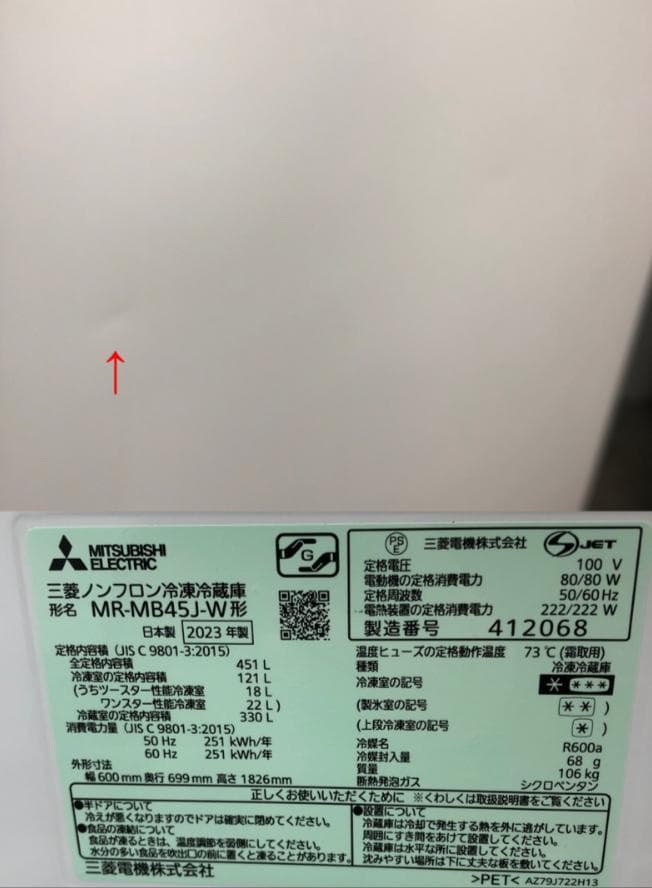 MITSUBISHI
ELECTRIC
G
三菱ノンフロン冷凍冷蔵庫
形名 MR-MB45J-W形
日本製 2023 年製
定格内容積 (JIS C 9801-3:2015)
全定格内容積 451 L
冷凍室の定格内容積 121 L
(うちツースター性能冷凍室 18 L
ワンスター性能冷凍室 22 L)
冷蔵室の定格内容積 330 L
消費電力量 (JIS C 9801-3:2015)
50 Hz 251 kWh/年
60 Hz 251 kWh/年
外形寸法
幅 600mm 奥行 699mm 高さ 1826mm
PS
E
三菱電機株式会社
JET
定格電圧 100 V
電動機の定格消費電力 80/80 W
定格周波数 50/60 Hz
電熱装置の定格消費電力 222/222 W
製造番号 412068
温度ヒューズの定格動作温度 73 ℃ (霜取用)
種類 冷凍冷蔵庫
冷凍室の記号
(製氷室の記号 )
(上段冷凍室の記号 )
冷媒名 R600a
冷媒封入量 68 g
質量 106 kg
断熱発泡ガス シクロペンタン
正しくお使いいただくために ※くわしくは取扱説明書をご覧ください
●半ドアについて
冷えが悪くなりますのでドアは確実に閉めてください。
●食品の凍結について
食品が凍るときは、温度調節を弱側にしてください。
水分の多い食品を吹出口の前に置くと凍ることがあります。
●設置について
冷蔵庫は冷却で発生する熱を外に逃がしています。
周囲にすき間をあけて設置してください。
冷蔵庫は水平な所に設置してください。
沈みやすい場所は下に丈夫な板を敷いてください。
三菱電機株式会社
>PET< AZ79J722H13